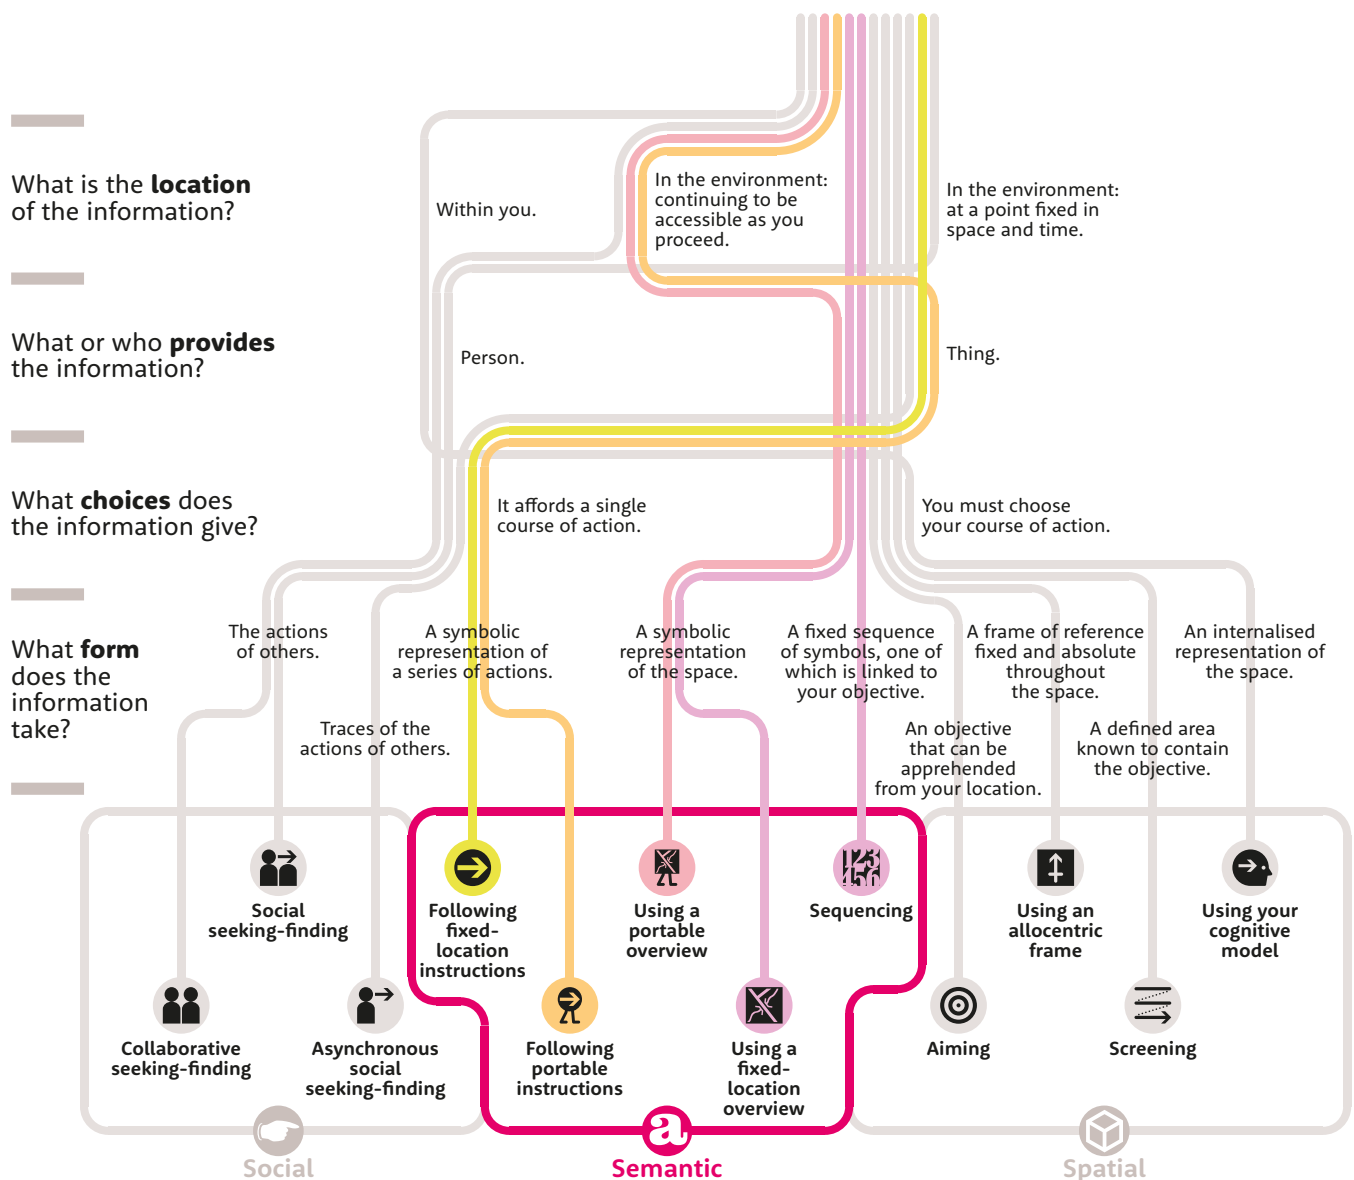 What is the location
of the information?
Within you.
In the environment:
continuing to be
accessible as you
proceed.
In the environment:
at a point fixed in
space and time.
What or who provides
the information?
Person.
Thing.
What choices does
the information give?
It affords a single
course of action.
You must choose
your course of action.
What form
does the
information
take?
The actions
of others.
Traces of the
actions of others.
A symbolic
representation of
a series of actions.
A symbolic
representation
of the space.
A fixed sequence
of symbols, one of
which is linked to
your objective.
An objective
that can be
apprehended
from your location.
A frame of reference
fixed and absolute
throughout
the space.
A defined area
known to contain
the objective.
An internalised
representation of
the space.
Social
seeking-finding
Following
fixed-
location
instructions
Using a
portable
overview
123
456
Sequencing
Using an
allocentric
frame
Using your
cognitive
model
Collaborative
seeking-finding
Asynchronous
social
seeking-finding
Following
portable
instructions
Using a
fixed-
location
overview
Aiming
Screening
a
Social
Semantic
Spatial